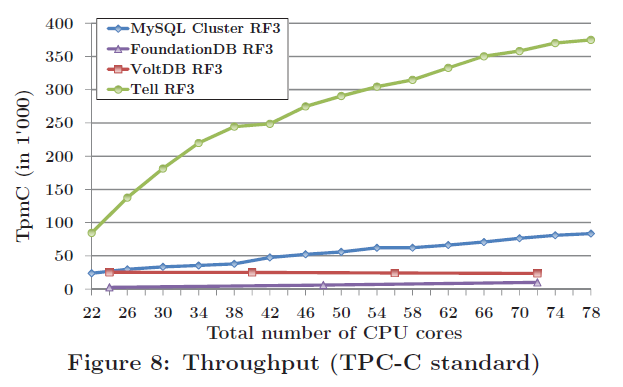 400
350
300
250
200
150
100
50
0
TpmC (in 1'000)
MySQL Cluster RF3
FoundationDB RF3
VoltDB RF3
Tell RF3
22 26 30 34 38 42 46 50 54 58 62 66 70 74 78
Total number of CPU cores
Figure 8: Throughput (TPC-C standard)